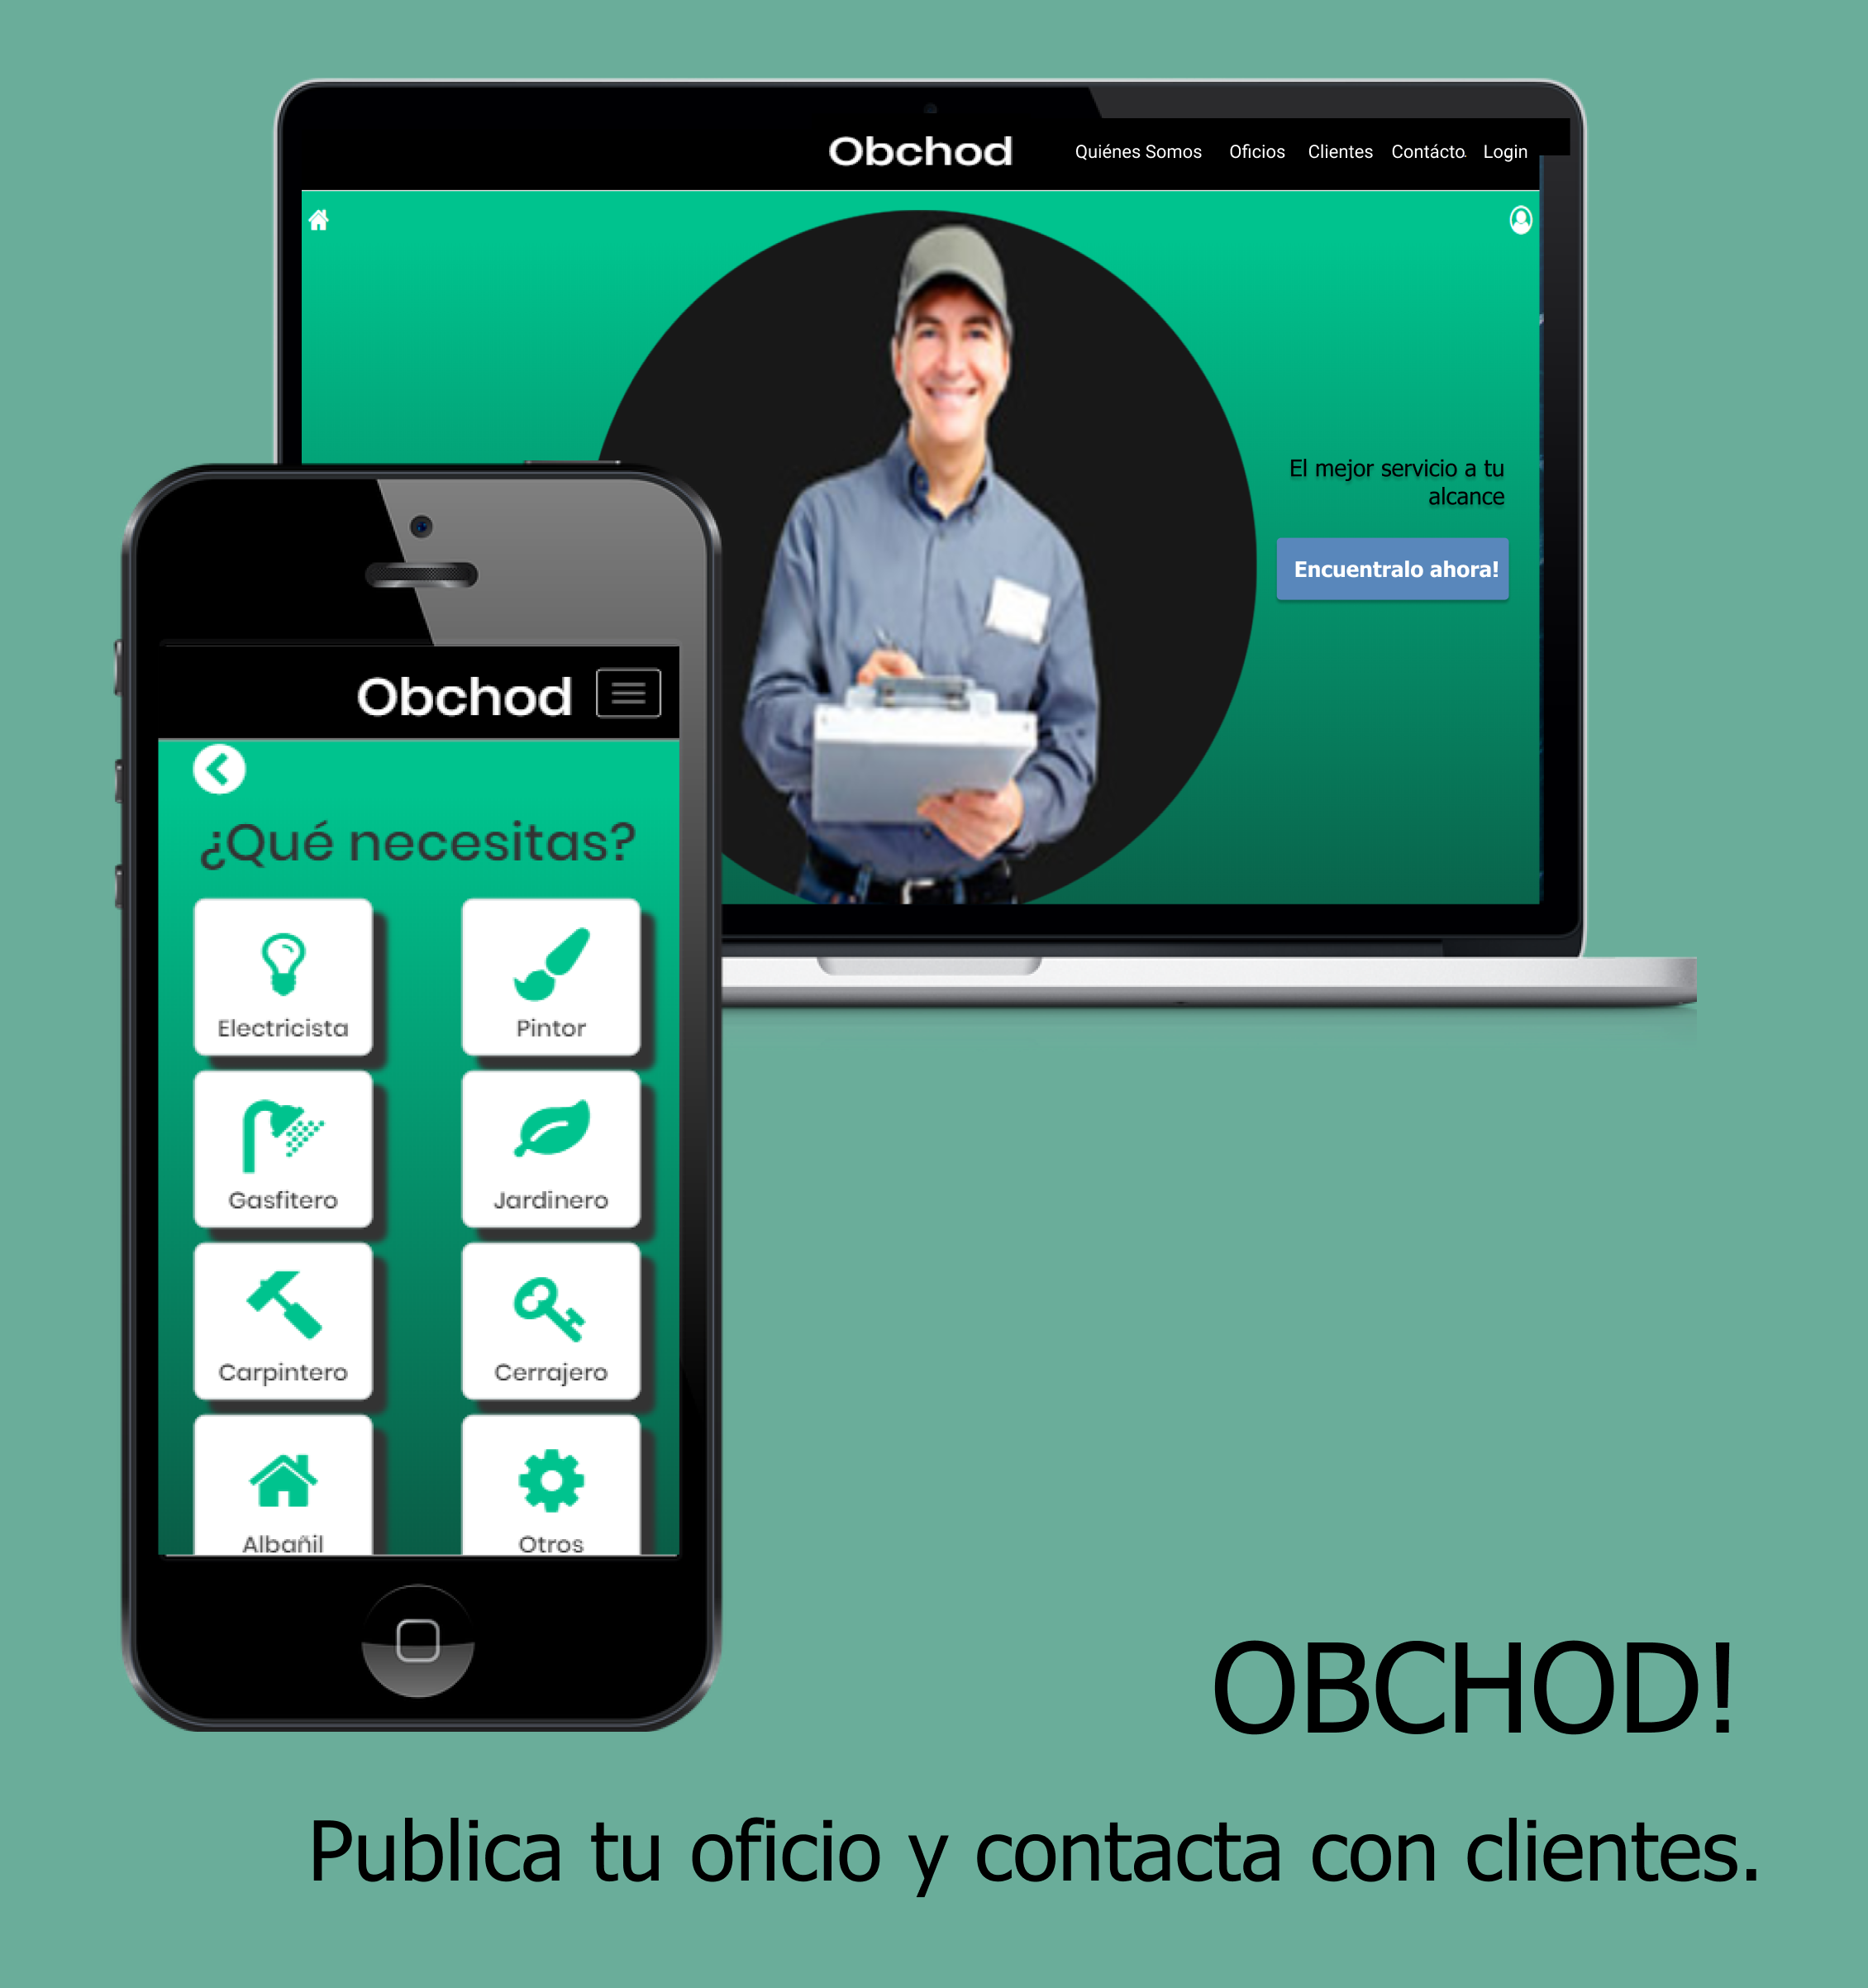 Obchod Quiénes Somos Oficios Clientes Contácto Login
El mejor servicio a tu
alcance
Encuentralo ahora!
Obchod
¿Qué necesitas?
Electricista Pintor
Gasfitero Jardinero
Carpintero Cerrajero
Albañil Otros
OBCHOD!
Publica tu oficio y contacta con clientes.